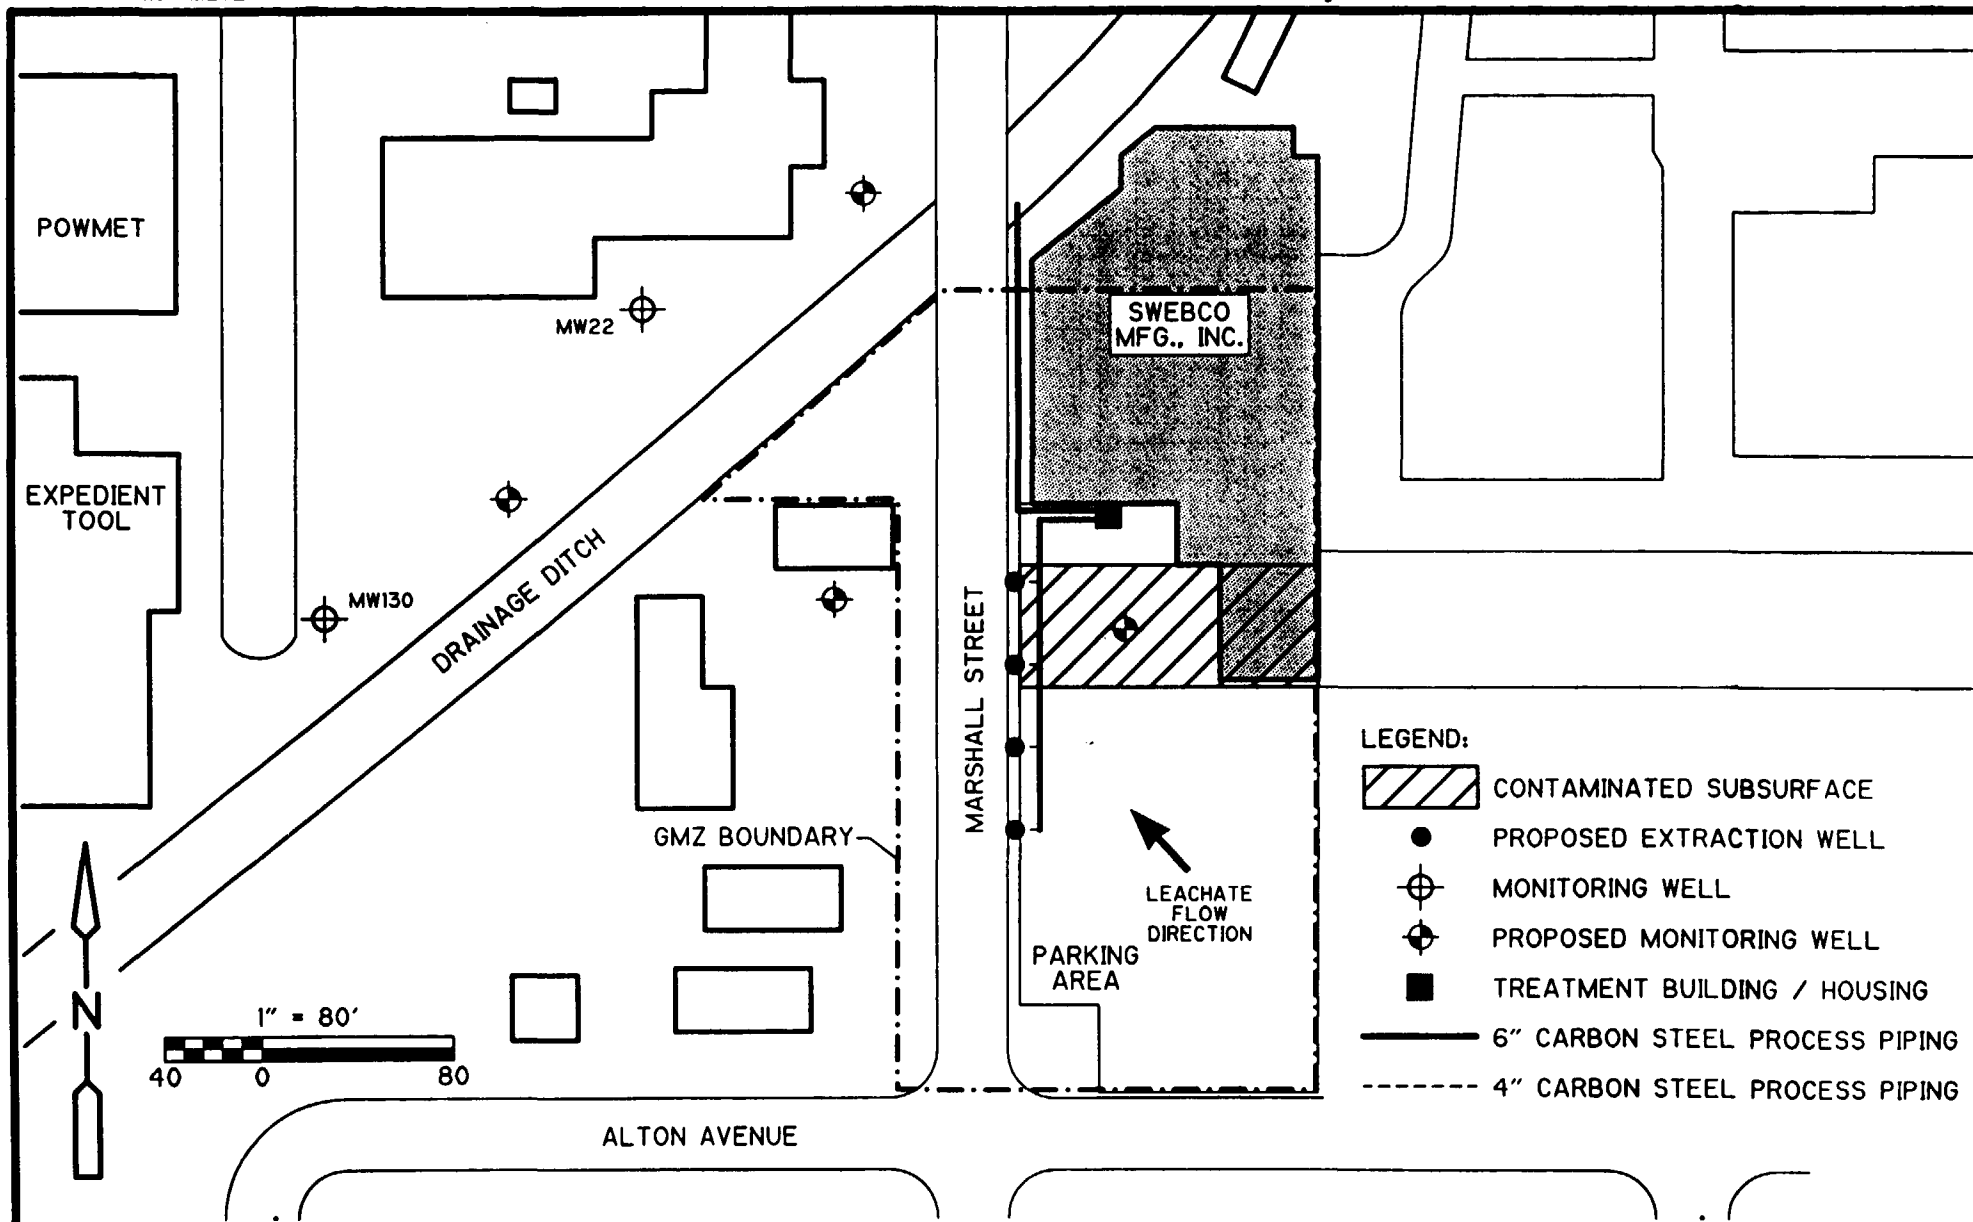 POWMET
MW22
SWEBCO
MFG., INC.
EXPEDIENT
TOOL
MW130
DRAINAGE DITCH
MARSHALL STREET
GMZ BOUNDARY
LEACHATE
FLOW
DIRECTION
PARKING
AREA
N
1" = 80'
40 0 80
ALTON AVENUE
LEGEND:
CONTAMINATED SUBSURFACE
PROPOSED EXTRACTION WELL
MONITORING WELL
PROPOSED MONITORING WELL
TREATMENT BUILDING / HOUSING
6" CARBON STEEL PROCESS PIPING
4" CARBON STEEL PROCESS PIPING